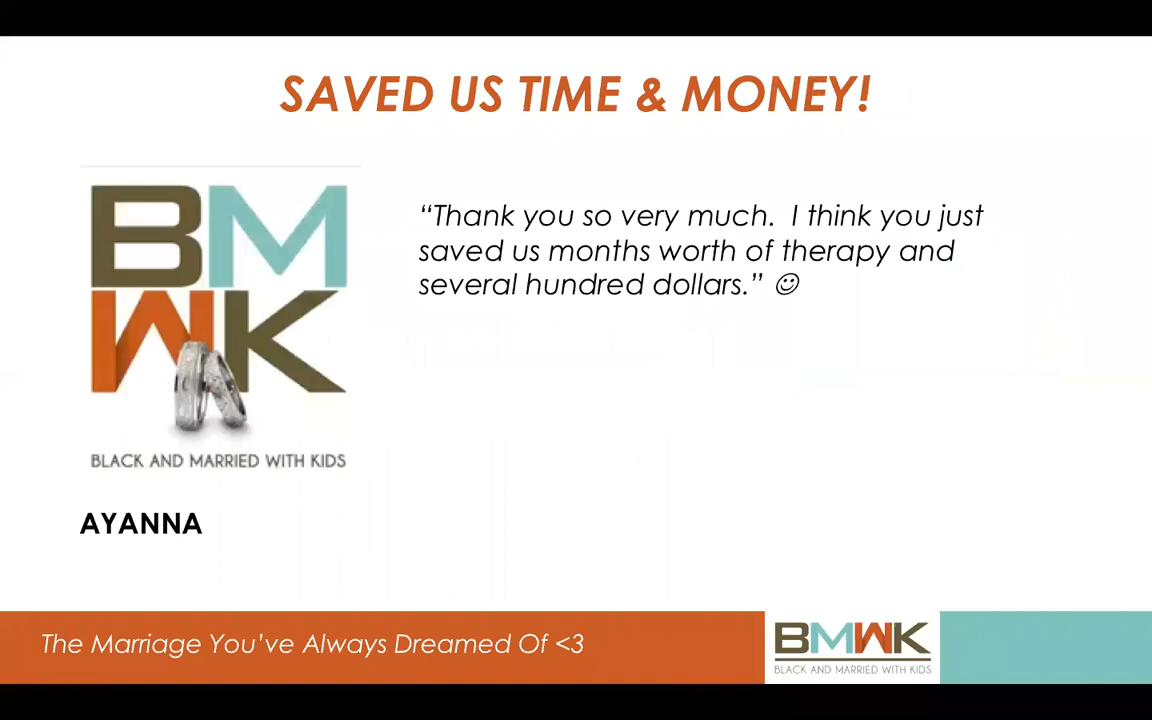 SAVED US TIME & MONEY!
BM
WK
BLACK AND MARRIED WITH KIDS
“Thank you so very much.  I think you just
saved us months worth of therapy and
several hundred dollars.” ☺
AYANNA
The Marriage You’ve Always Dreamed Of <3
BMWK
BLACK AND MARRIED WITH KIDS